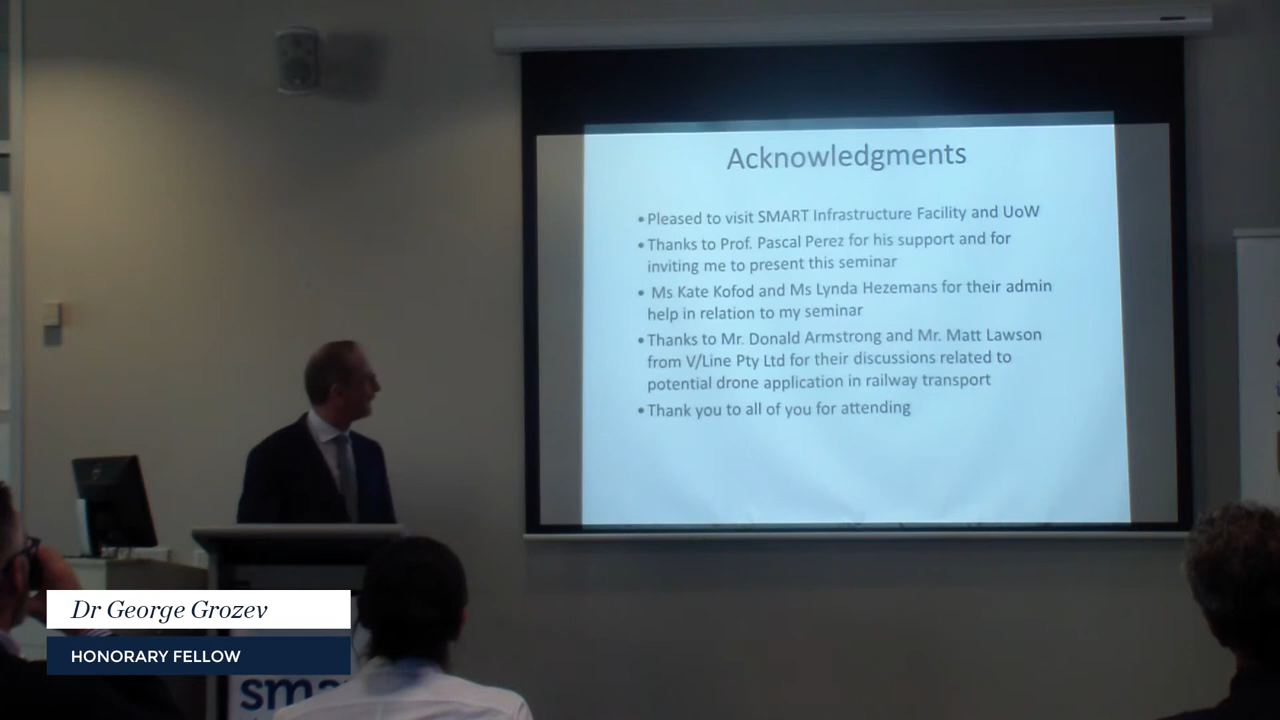 Acknowledgments
• Pleased to visit SMART Infrastructure Facility and UoW
• Thanks to Prof. Pascal Perez for his support and for
inviting me to present this seminar
• Ms Kate Kofod and Ms Lynda Hezemans for their admin
help in relation to my seminar
• Thanks to Mr. Donald Armstrong and Mr. Matt Lawson
from V/Line Pty Ltd for their discussions related to
potential drone application in railway transport
• Thank you to all of you for attending
Dr George Grozev
HONORARY FELLOW